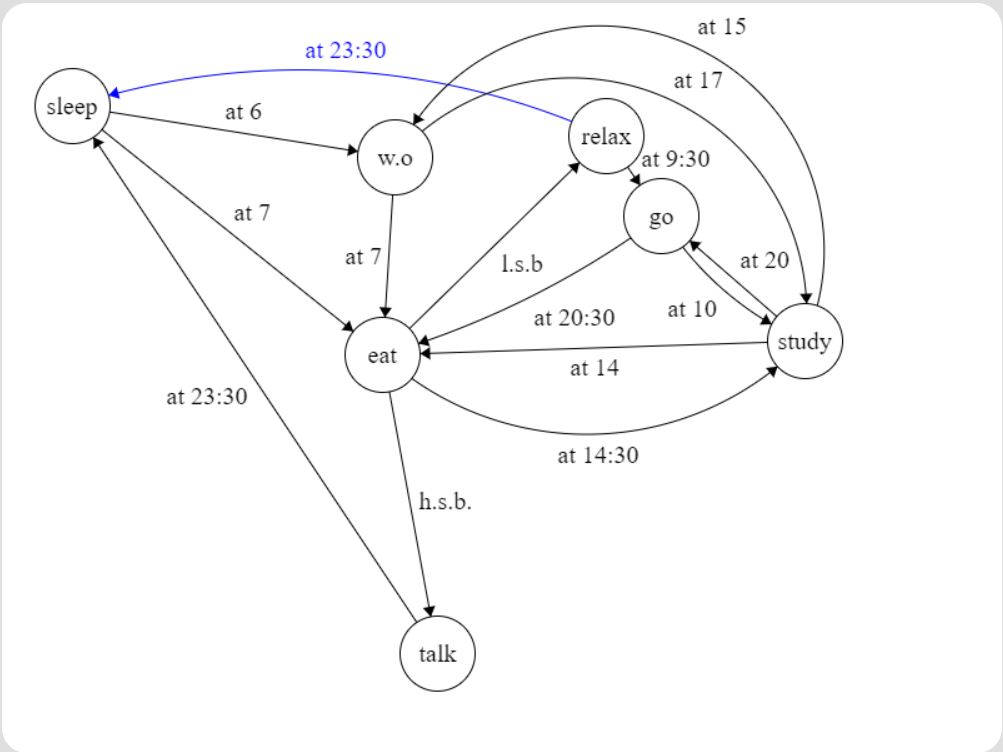 at 15
at 23:30
at 17
sleep
at 6
relax
w.o
at 9:30
at 7
go
at 7
l.s.b
at 20
at 20:30
at 10
eat
study
at 14
at 23:30
at 14:30
h.s.b.
talk